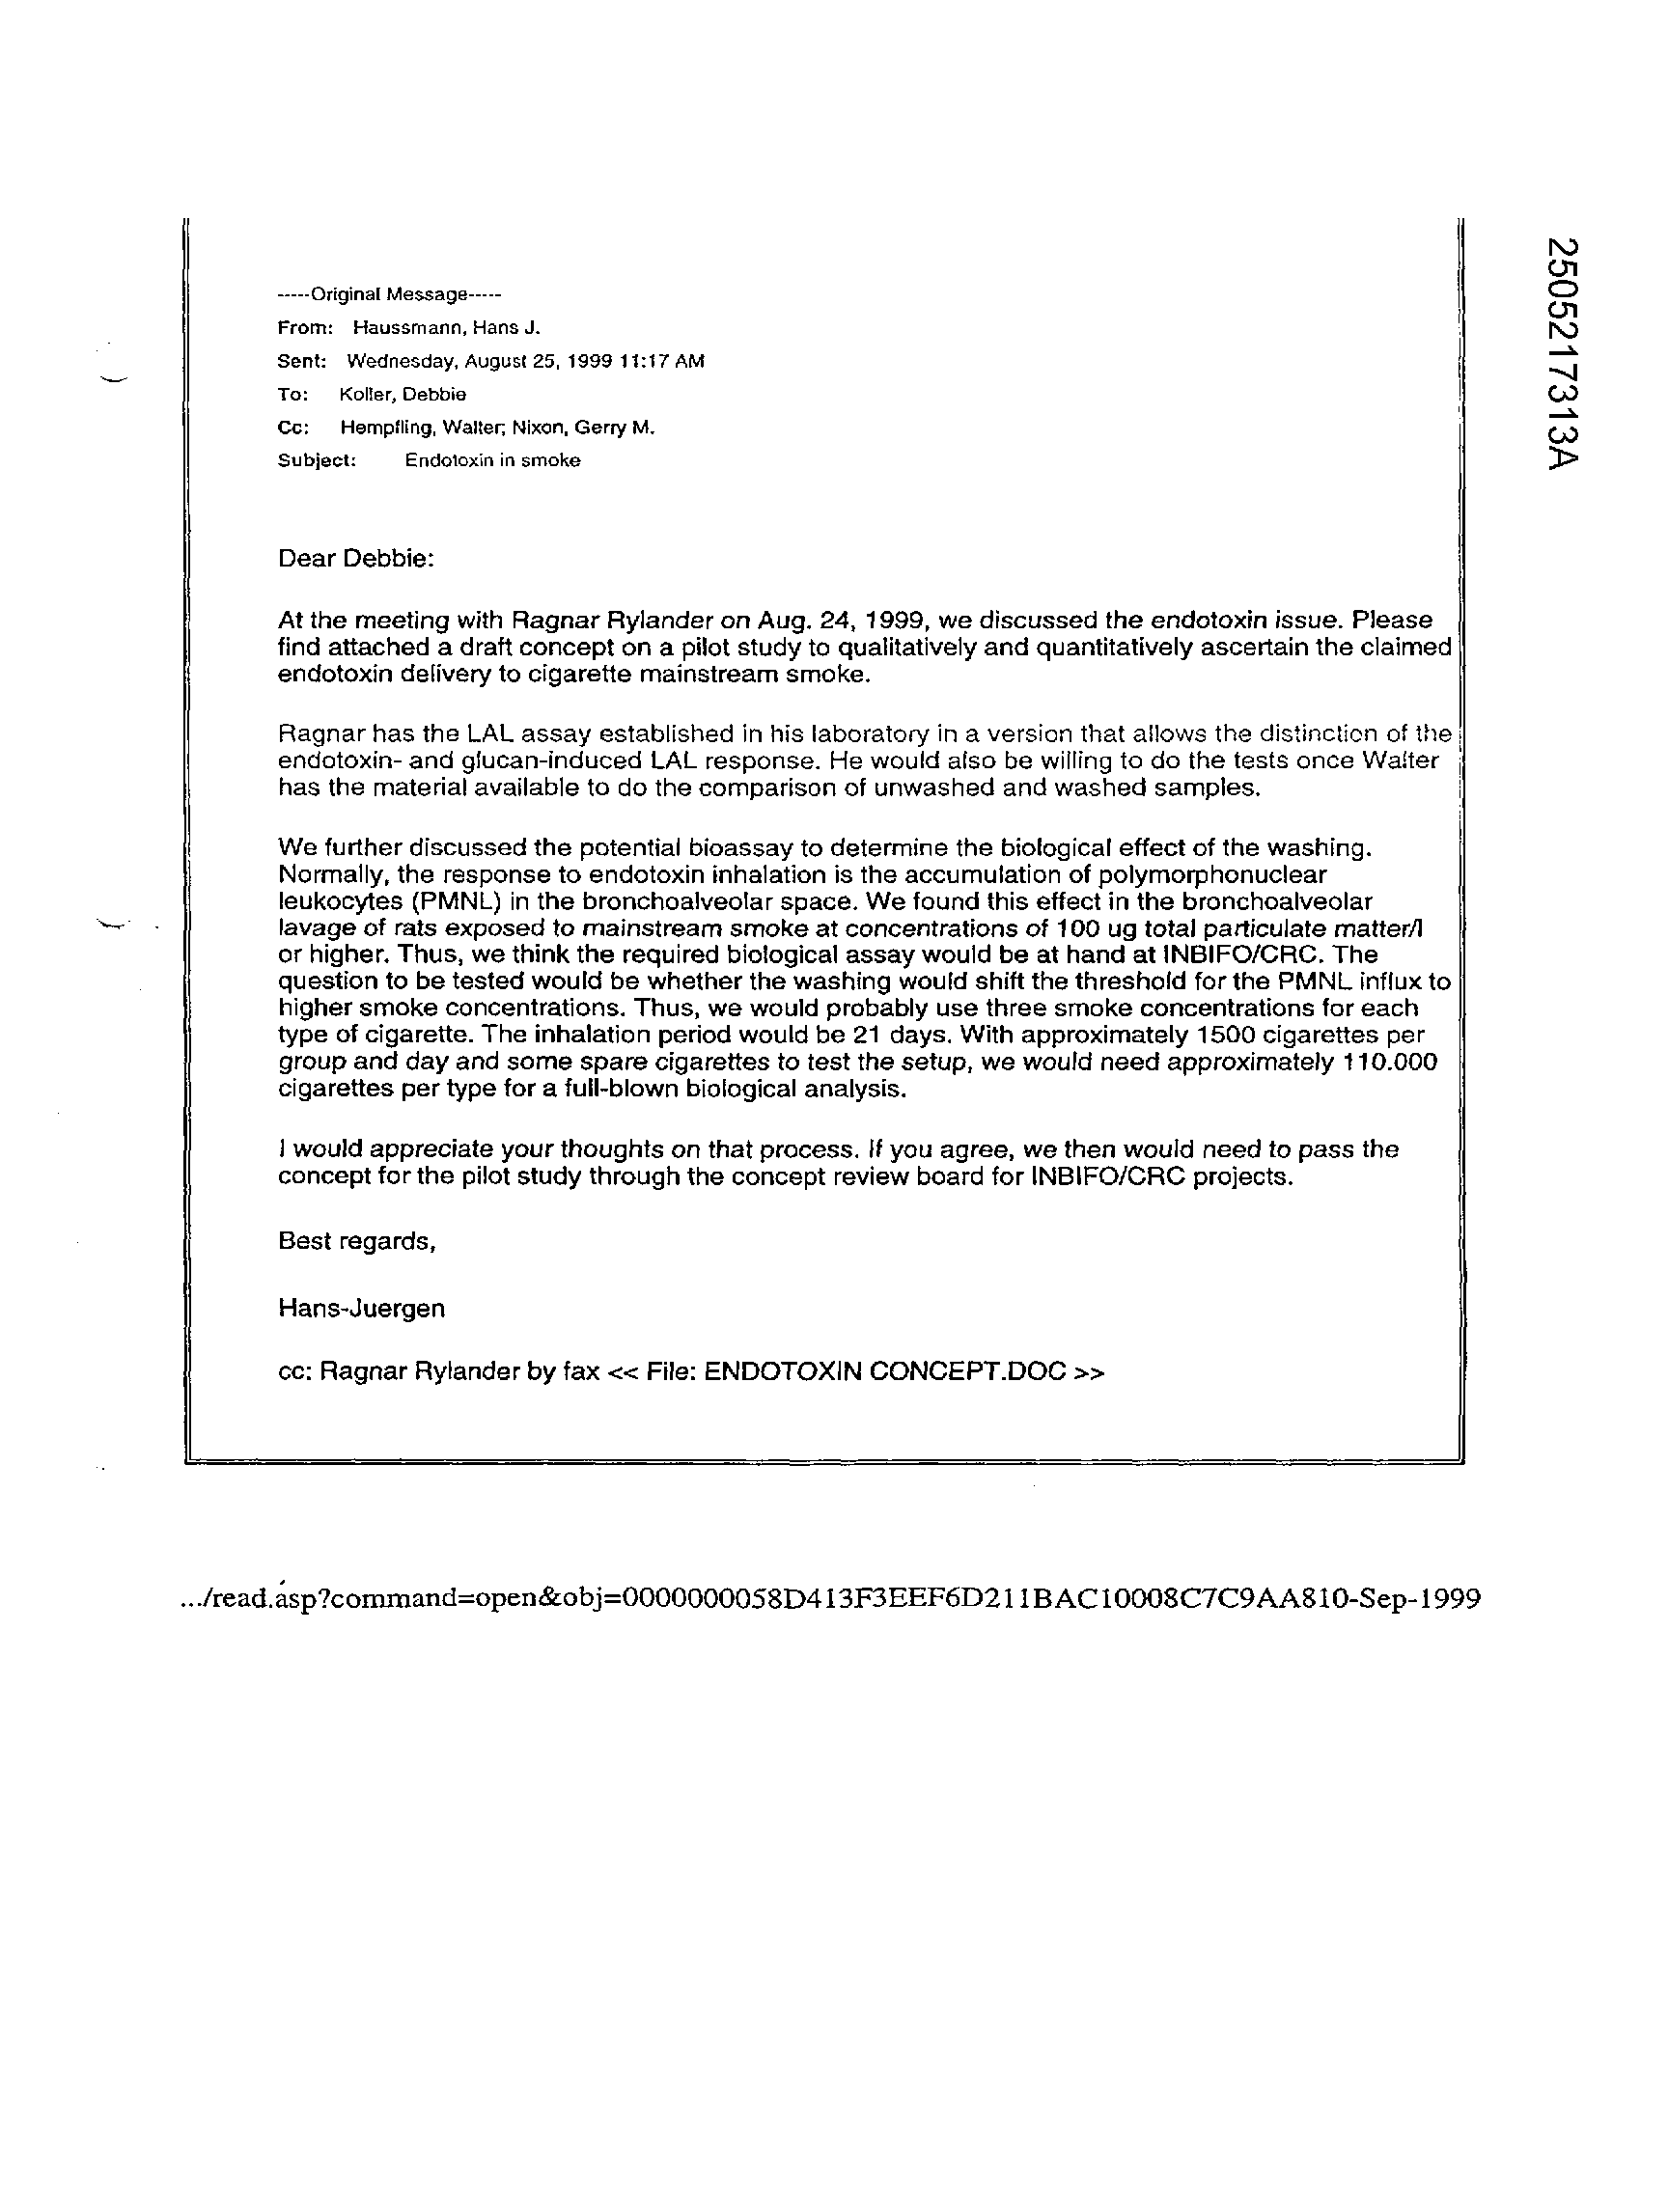 2505217313A
-----Original Message-----
From: Haussmann, Hans J.
Sent: Wednesday, August 25, 1999 11:17 AM
To: Koller, Debbie
Cc: Hempfling, Walter; Nixon, Gerry M.
Subject: Endotoxin in smoke
Dear Debbie:
At the meeting with Ragnar Rylander on Aug. 24, 1999, we discussed the endotoxin issue. Please
find attached a draft concept on a pilot study to qualitatively and quantitatively ascertain the claimed
endotoxin delivery to cigarette mainstream smoke.
Ragnar has the LAL assay established in his laboratory in a version that allows the distinction of the
endotoxin- and glucan-induced LAL response. He would also be willing to do the tests once Walter
has the material available to do the comparison of unwashed and washed samples.
We further discussed the potential bioassay to determine the biological effect of the washing.
Normally, the response to endotoxin inhalation is the accumulation of polymorphonuclear
leukocytes (PMNL) in the bronchoalveolar space. We found this effect in the bronchoalveolar
lavage of rats exposed to mainstream smoke at concentrations of 100 ug total particulate matter/l
or higher. Thus, we think the required biological assay would be at hand at INBIFO/CRC. The
question to be tested would be whether the washing would shift the threshold for the PMNL influx to
higher smoke concentrations. Thus, we would probably use three smoke concentrations for each
type of cigarette. The inhalation period would be 21 days. With approximately 1500 cigarettes per
group and day and some spare cigarettes to test the setup, we would need approximately 110.000
cigarettes per type for a full-blown biological analysis.
I would appreciate your thoughts on that process. If you agree, we then would need to pass the
concept for the pilot study through the concept review board for INBIFO/CRC projects.
Best regards,
Hans-Juergen
cc: Ragnar Rylander by fax << File: ENDOTOXIN CONCEPT.DOC >>
.../read.asp?command=open&obj=0000000058D413F3EEF6D211BAC10008C7C9AA810-Sep-1999